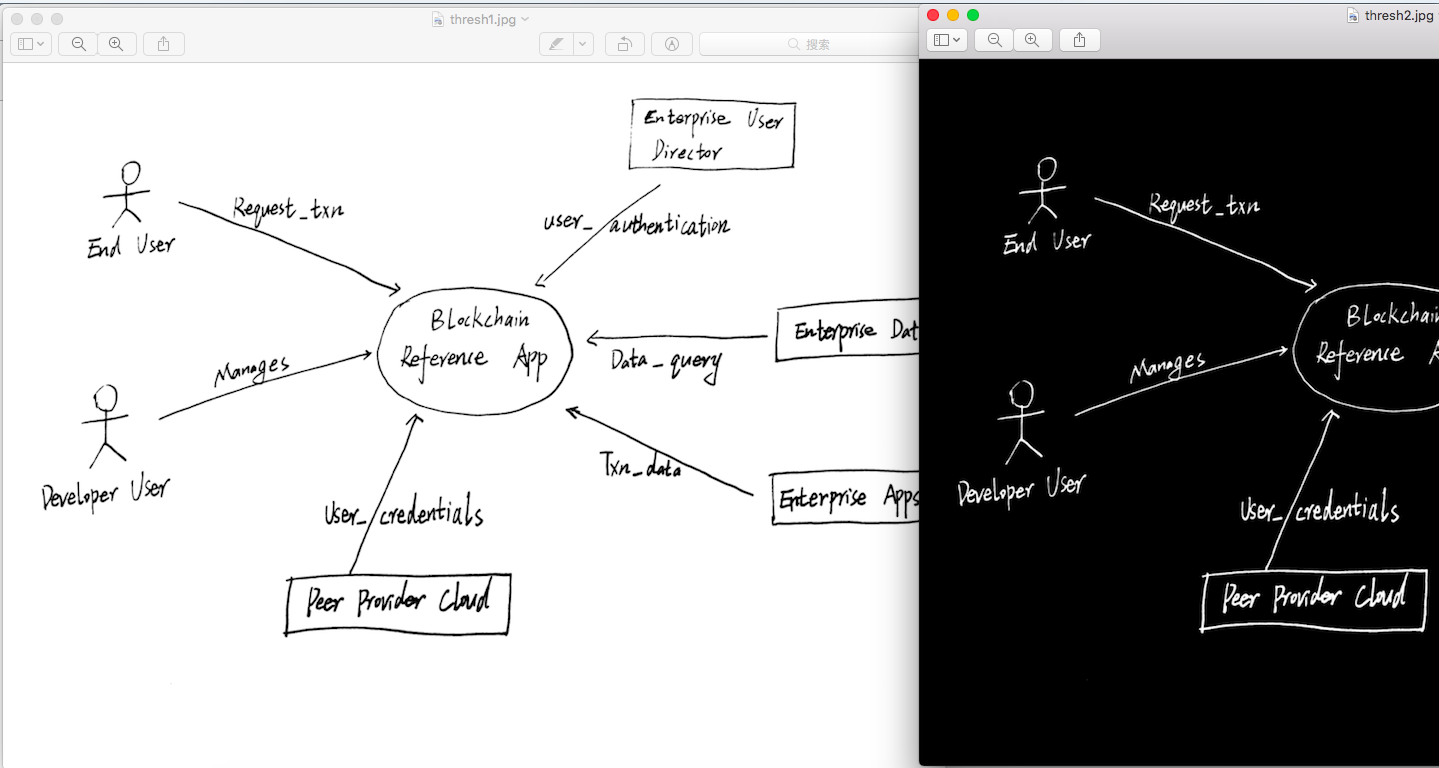 thresh1.jpg
搜索
Enterprise User
Director
Request_txn
user_authentication
End User
Blockchain
Reference App
Enterprise Dat
Data_query
Manages
Txn_data
Developer User
Enterprise Apps
User_credentials
Peer Provider Cloud
thresh2.jpg
Request_txn
End User
Blockchain
Reference
Manages
Developer User
User_credentials
Peer Provider Cloud